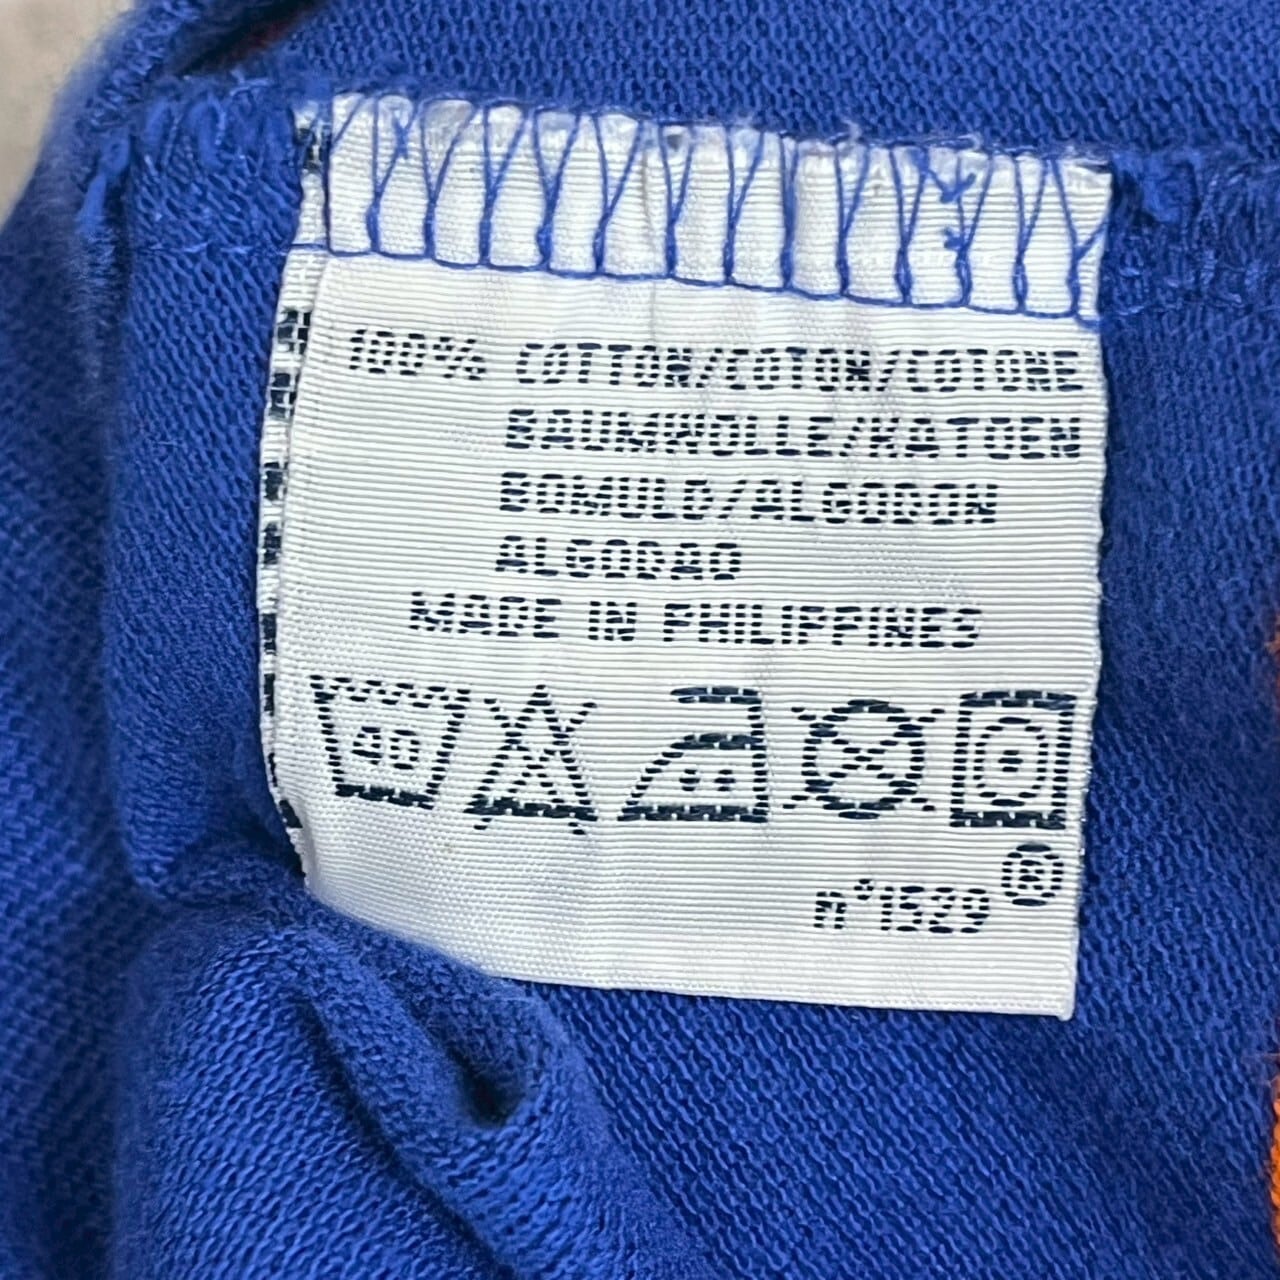 100% COTTON/COTON/COTONE
BAUMWOLLE/KATOEN
BOMULD/ALGODON
ALGODAO
MADE IN PHILIPPINES
40
n°1529®